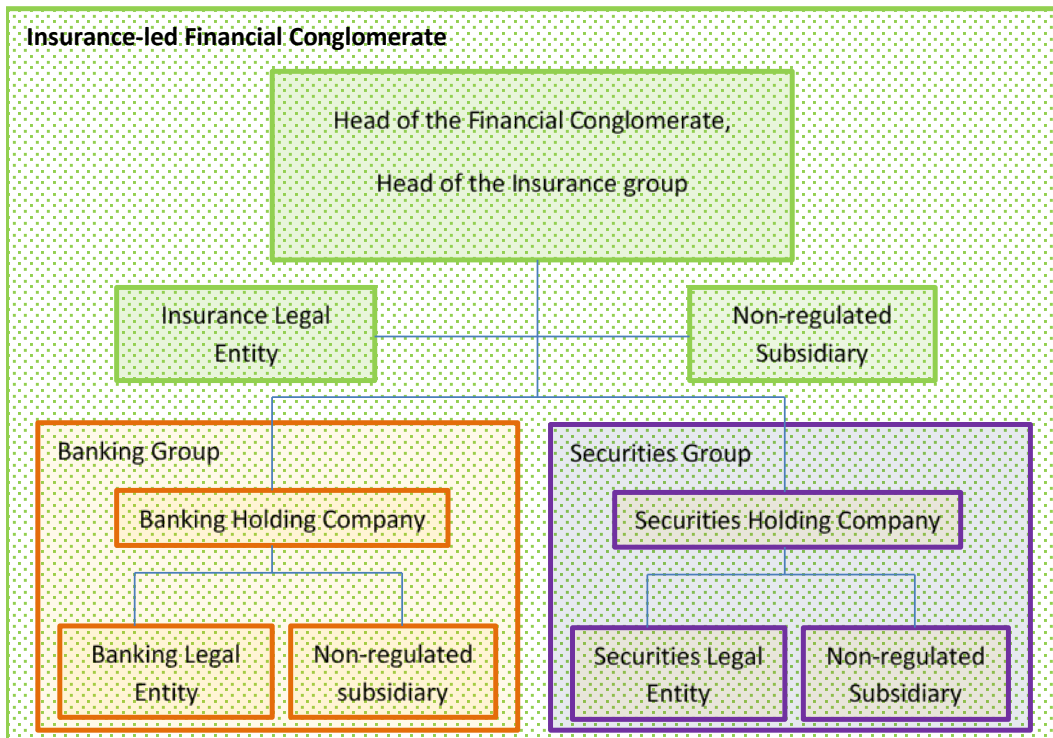 Insurance-led Financial Conglomerate
Head of the Financial Conglomerate,
Head of the Insurance group
Insurance Legal
Entity
Non-regulated
Subsidiary
Banking Group
Banking Holding Company
Banking Legal
Entity
Non-regulated
subsidiary
Securities Group
Securities Holding Company
Securities Legal
Entity
Non-regulated
Subsidiary